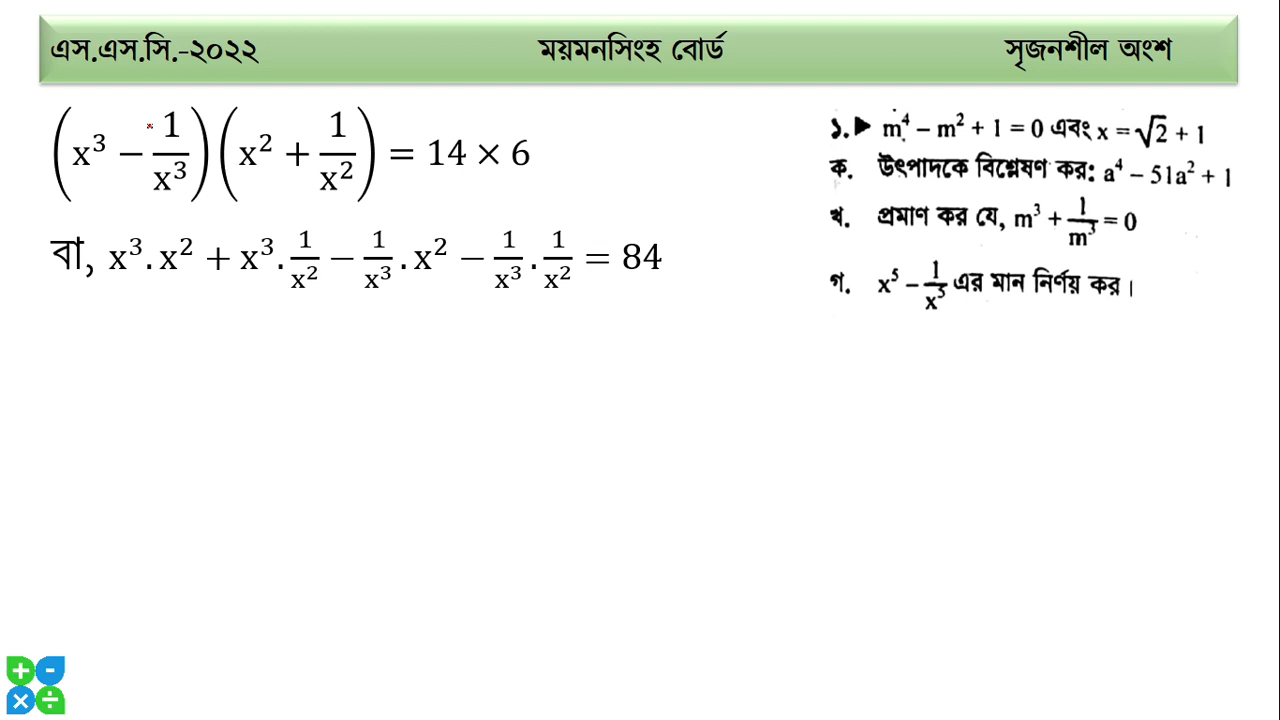 এস.এস.সি.-২০২২ ময়মনসিংহ বোর্ড সৃজনশীল অংশ
(x³ − 1/x³)(x² + 1/x²) = 14 × 6
বা, x³.x² + x³.1/x² − 1/x³.x² − 1/x³.1/x² = 84
১.▶ m⁴ – m² + 1 = 0 এবং x = √2 + 1
ক. উৎপাদকে বিশ্লেষণ কর: a⁴ – 51a² + 1
খ. প্রমাণ কর যে, m³ + 1/m³ = 0
গ. x⁵ – 1/x⁵ এর মান নির্ণয় কর।
+ -
× ÷